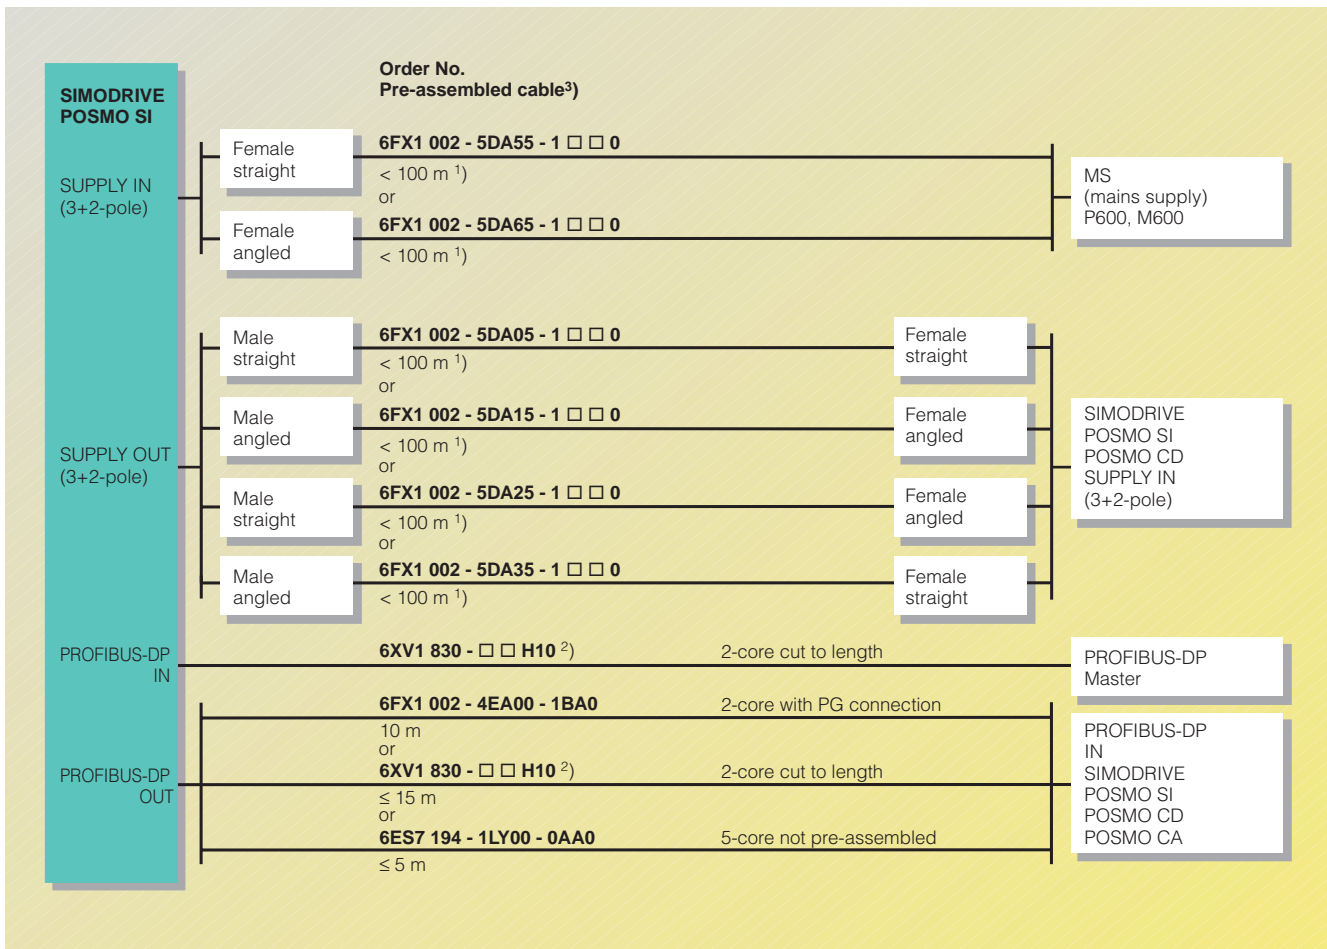 SIMODRIVE
POSMO SI
Order No.
Pre-assembled cable³)
SUPPLY IN
(3+2-pole)
Female
straight
6FX1 002 - 5DA55 - 1 □ □ 0
< 100 m ¹)
or
Female
angled
6FX1 002 - 5DA65 - 1 □ □ 0
< 100 m ¹)
MS
(mains supply)
P600, M600
SUPPLY OUT
(3+2-pole)
Male
straight
6FX1 002 - 5DA05 - 1 □ □ 0
< 100 m ¹)
or
Female
straight
Male
angled
6FX1 002 - 5DA15 - 1 □ □ 0
< 100 m ¹)
or
Female
angled
Male
straight
6FX1 002 - 5DA25 - 1 □ □ 0
< 100 m ¹)
or
Female
angled
Male
angled
6FX1 002 - 5DA35 - 1 □ □ 0
< 100 m ¹)
Female
straight
SIMODRIVE
POSMO SI
POSMO CD
SUPPLY IN
(3+2-pole)
PROFIBUS-DP
IN
6XV1 830 - □ □ H10 ²)
2-core cut to length
PROFIBUS-DP
Master
PROFIBUS-DP
OUT
6FX1 002 - 4EA00 - 1BA0
2-core with PG connection
10 m
or
6XV1 830 - □ □ H10 ²)
2-core cut to length
≤ 15 m
or
6ES7 194 - 1LY00 - 0AA0
5-core not pre-assembled
≤ 5 m
PROFIBUS-DP
IN
SIMODRIVE
POSMO SI
POSMO CD
POSMO CA